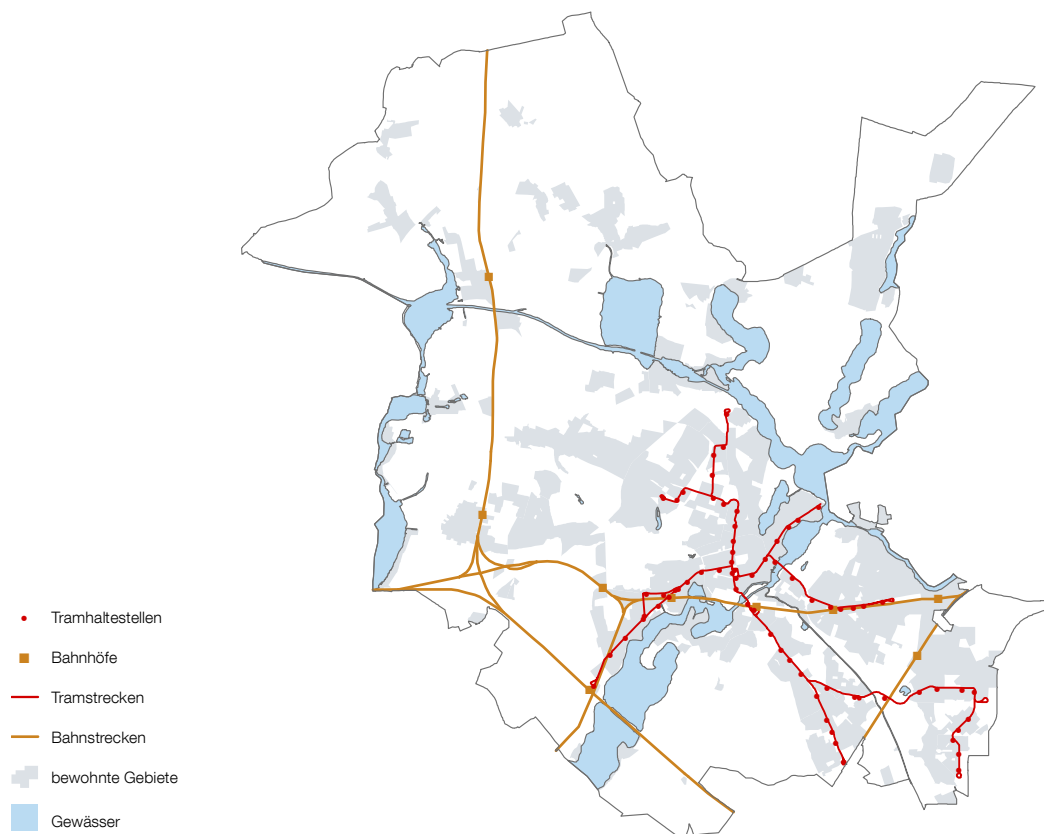 Tramhaltestellen
Bahnhöfe
Tramstrecken
Bahnstrecken
bewohnte Gebiete
Gewässer